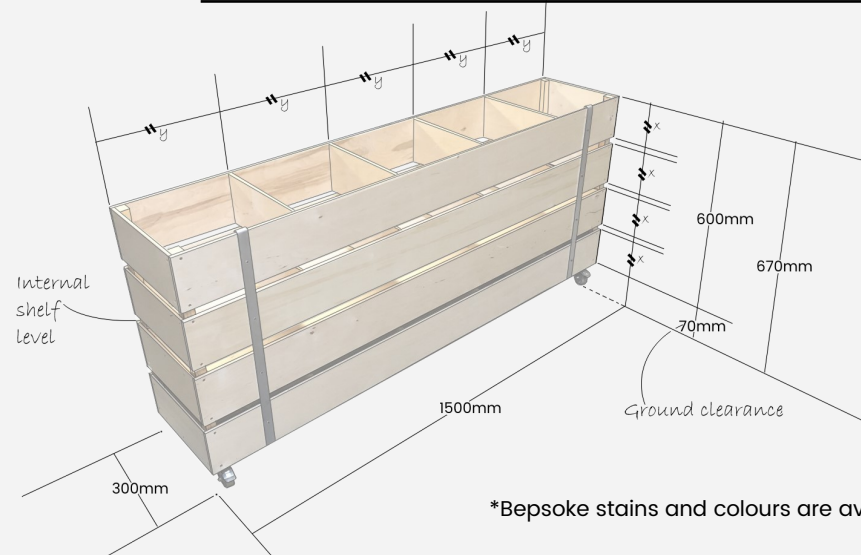 y
y
y
y
y
x
x
x
x
600mm
670mm
70mm
Internal
shelf
level
Ground clearance
1500mm
300mm
*Bepsoke stains and colours are av